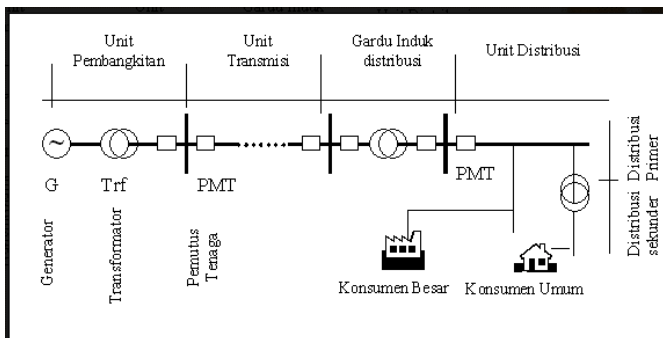 Unit
Pembangkitan
Unit
Transmisi
Gardu Induk
distribusi
Unit Distribusi
G
Trf
PMT
PMT
Generator
Transformator
Pemutus
Tenaga
Konsumen Besar
Konsumen Umum
Distribusi
Primer
Distribusi
sekunder